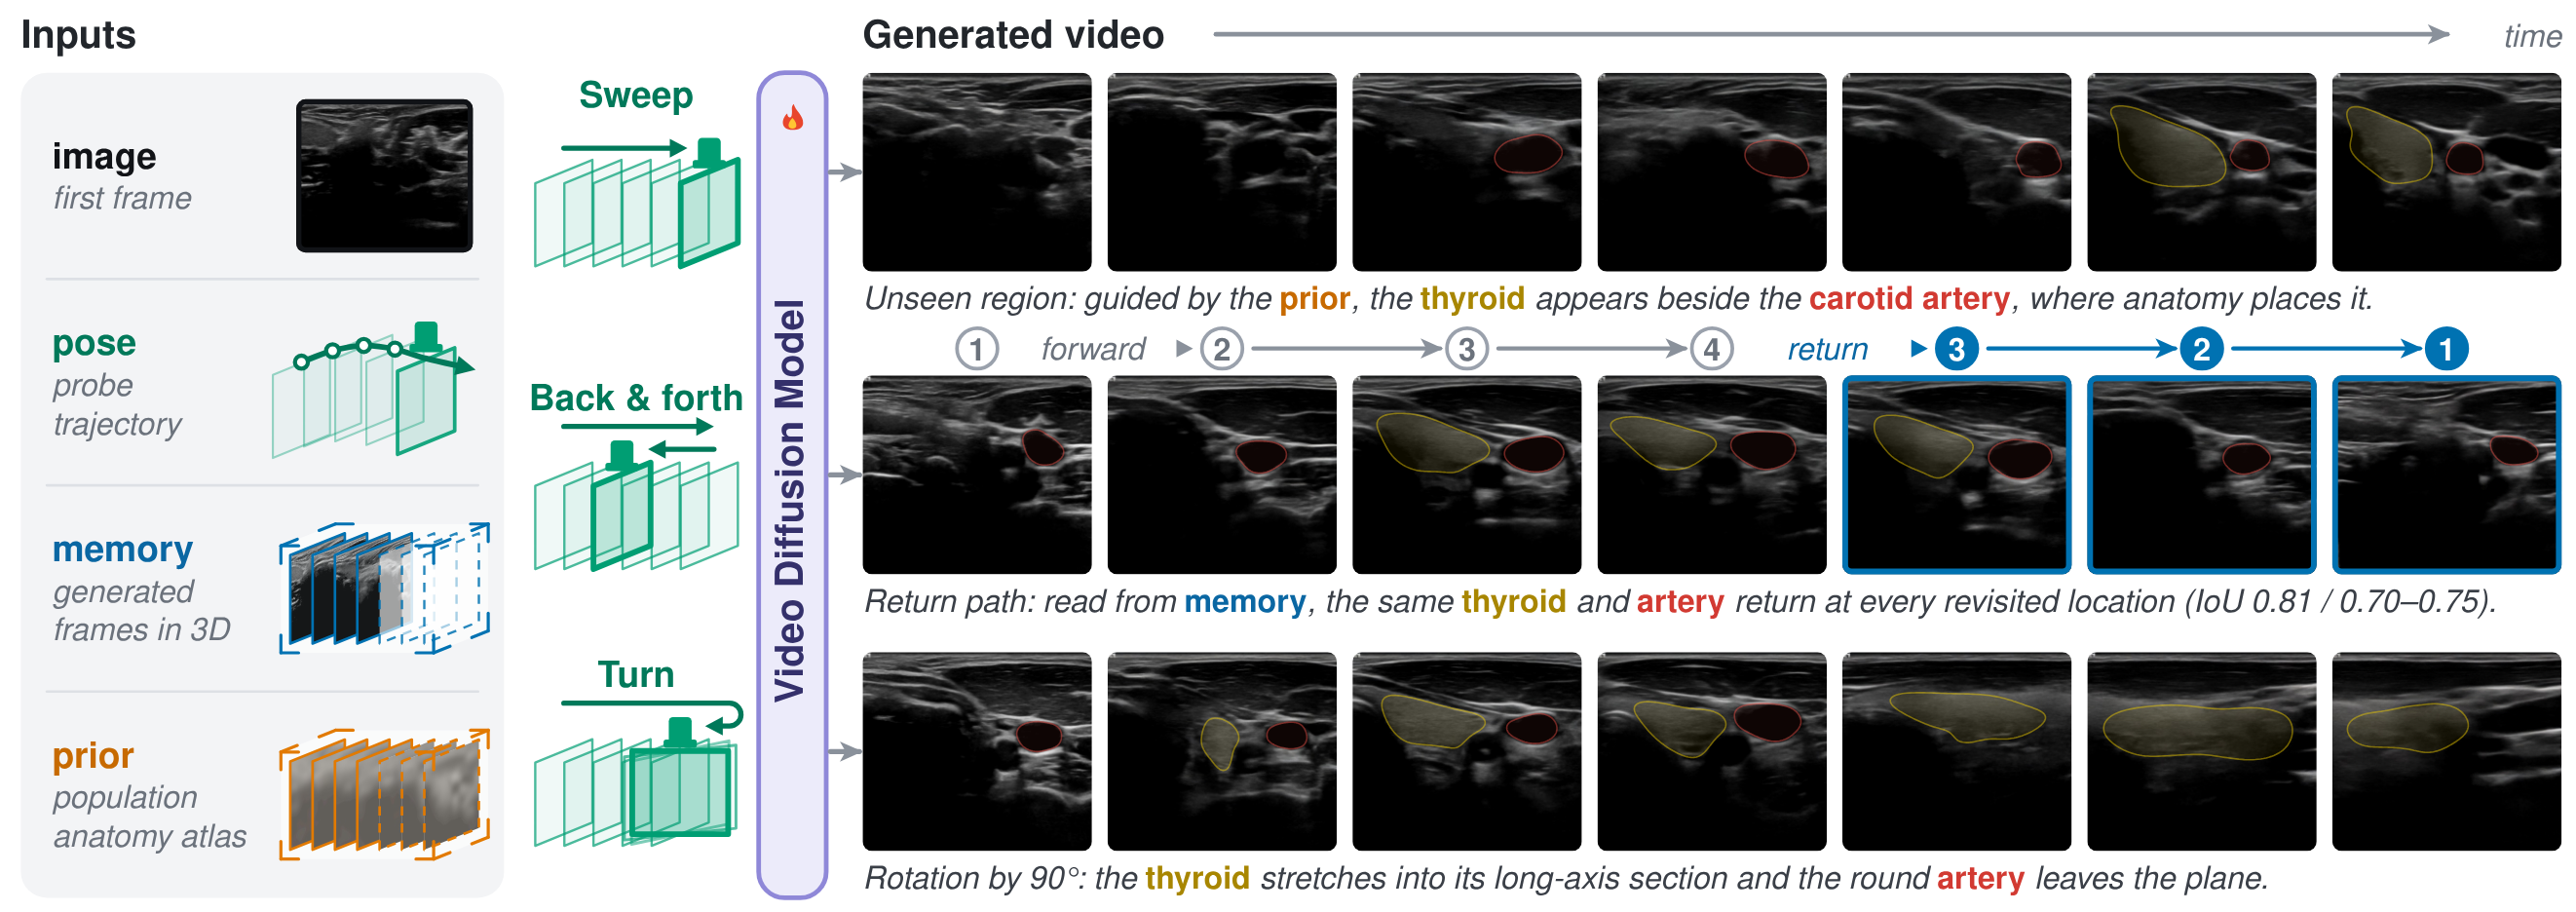 Inputs
image
first frame
pose
probe
trajectory
memory
generated
frames in 3D
prior
population
anatomy atlas
Sweep
Back & forth
Turn
Video Diffusion Model
Generated video
time
Unseen region: guided by the prior, the thyroid appears beside the carotid artery, where anatomy places it.
1 forward 2 3 4 return 3 2 1
Return path: read from memory, the same thyroid and artery return at every revisited location (IoU 0.81 / 0.70–0.75).
Rotation by 90°: the thyroid stretches into its long-axis section and the round artery leaves the plane.